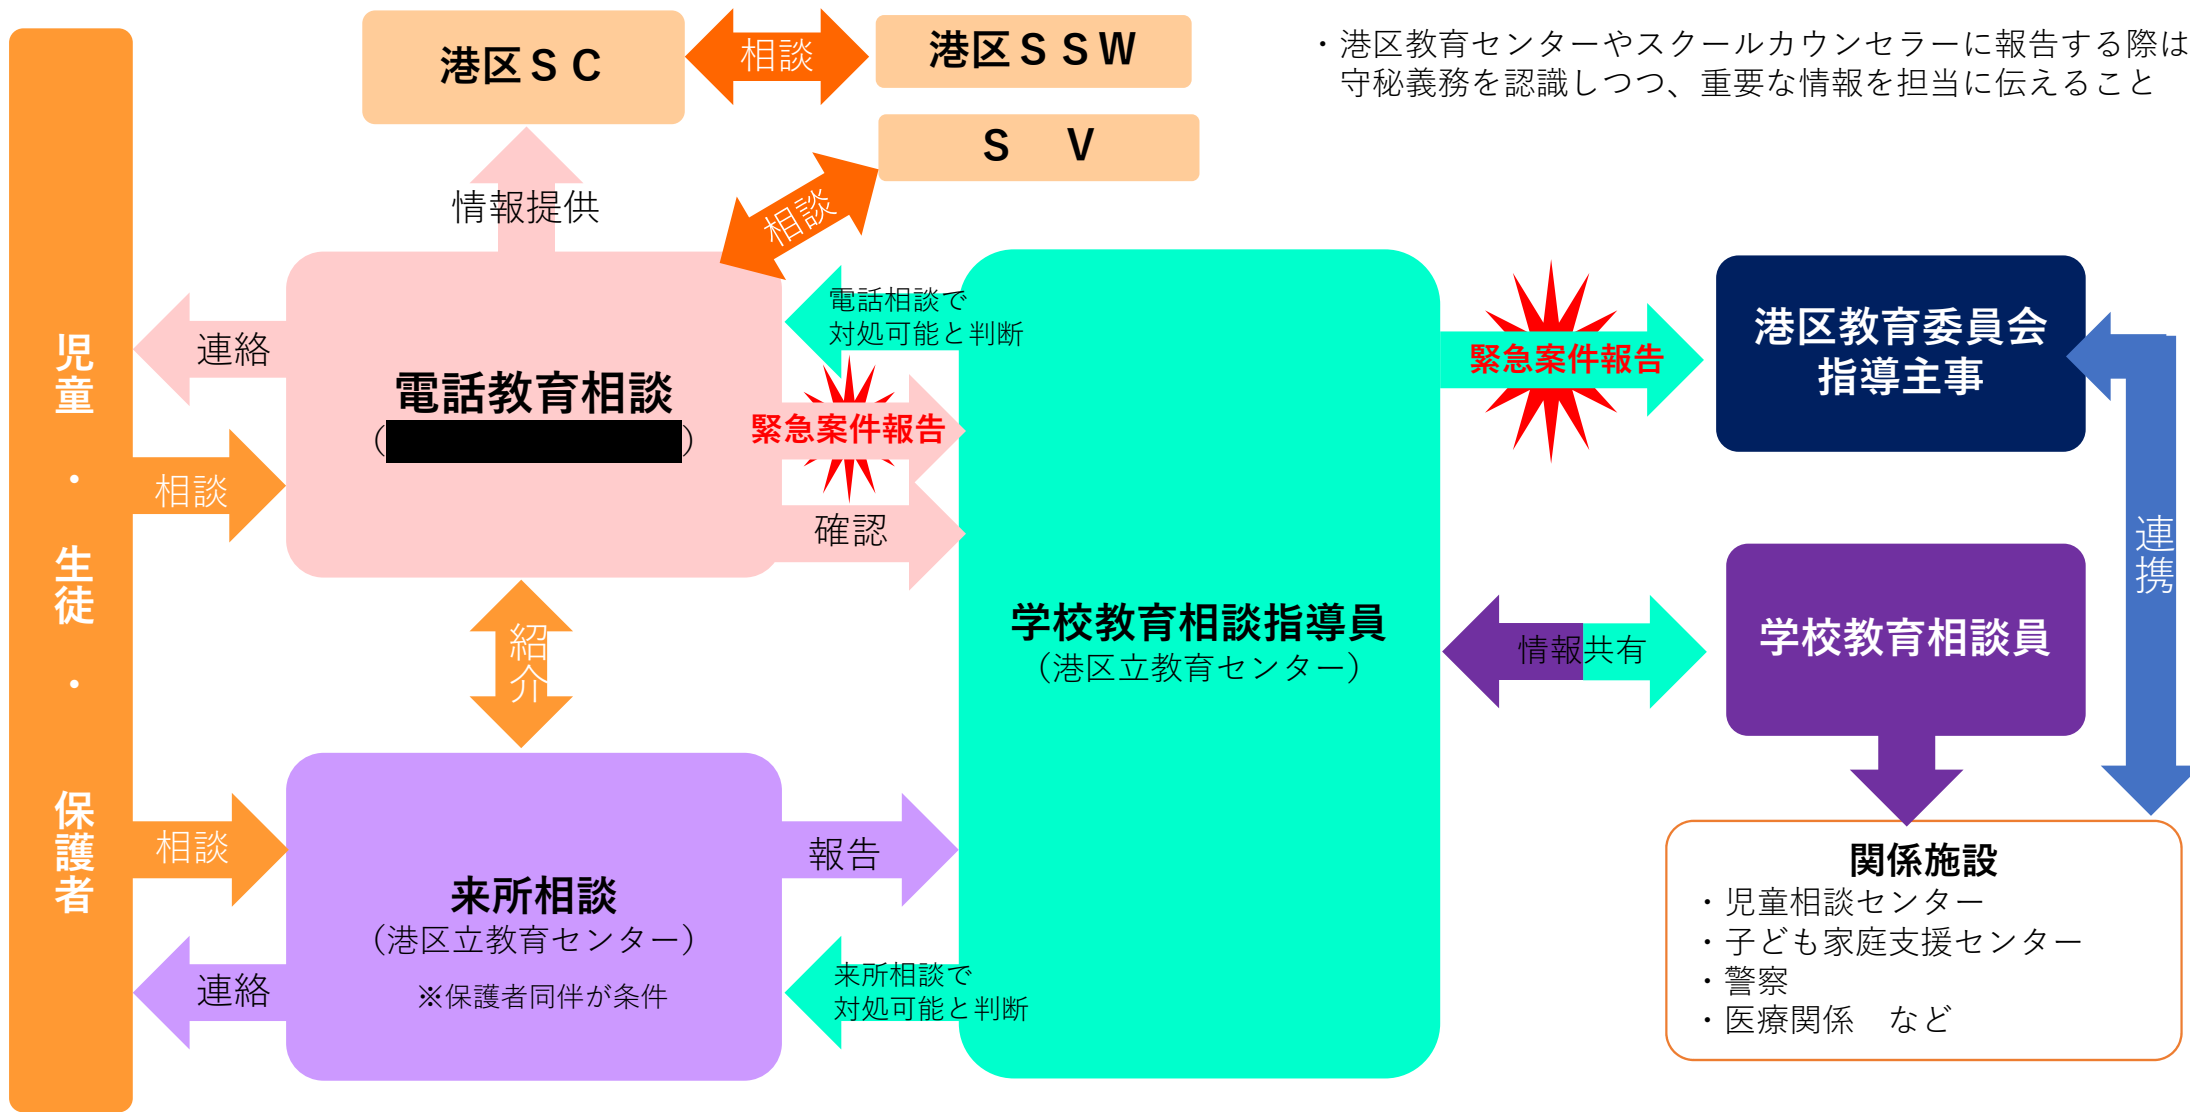 港区ＳＣ
相談
港区ＳＳＷ
・港区教育センターやスクールカウンセラーに報告する際は
守秘義務を認識しつつ、重要な情報を担当に伝えること
Ｓ　Ｖ
情報提供
相談
児童・生徒・保護者
連絡
相談
電話教育相談
（　）
電話相談で
対処可能と判断
緊急案件報告
確認
緊急案件報告
港区教育委員会
指導主事
連携
紹介
学校教育相談指導員
（港区立教育センター）
情報共有
学校教育相談員
相談
連絡
来所相談
（港区立教育センター）
※保護者同伴が条件
報告
来所相談で
対処可能と判断
関係施設
・児童相談センター
・子ども家庭支援センター
・警察
・医療関係　など